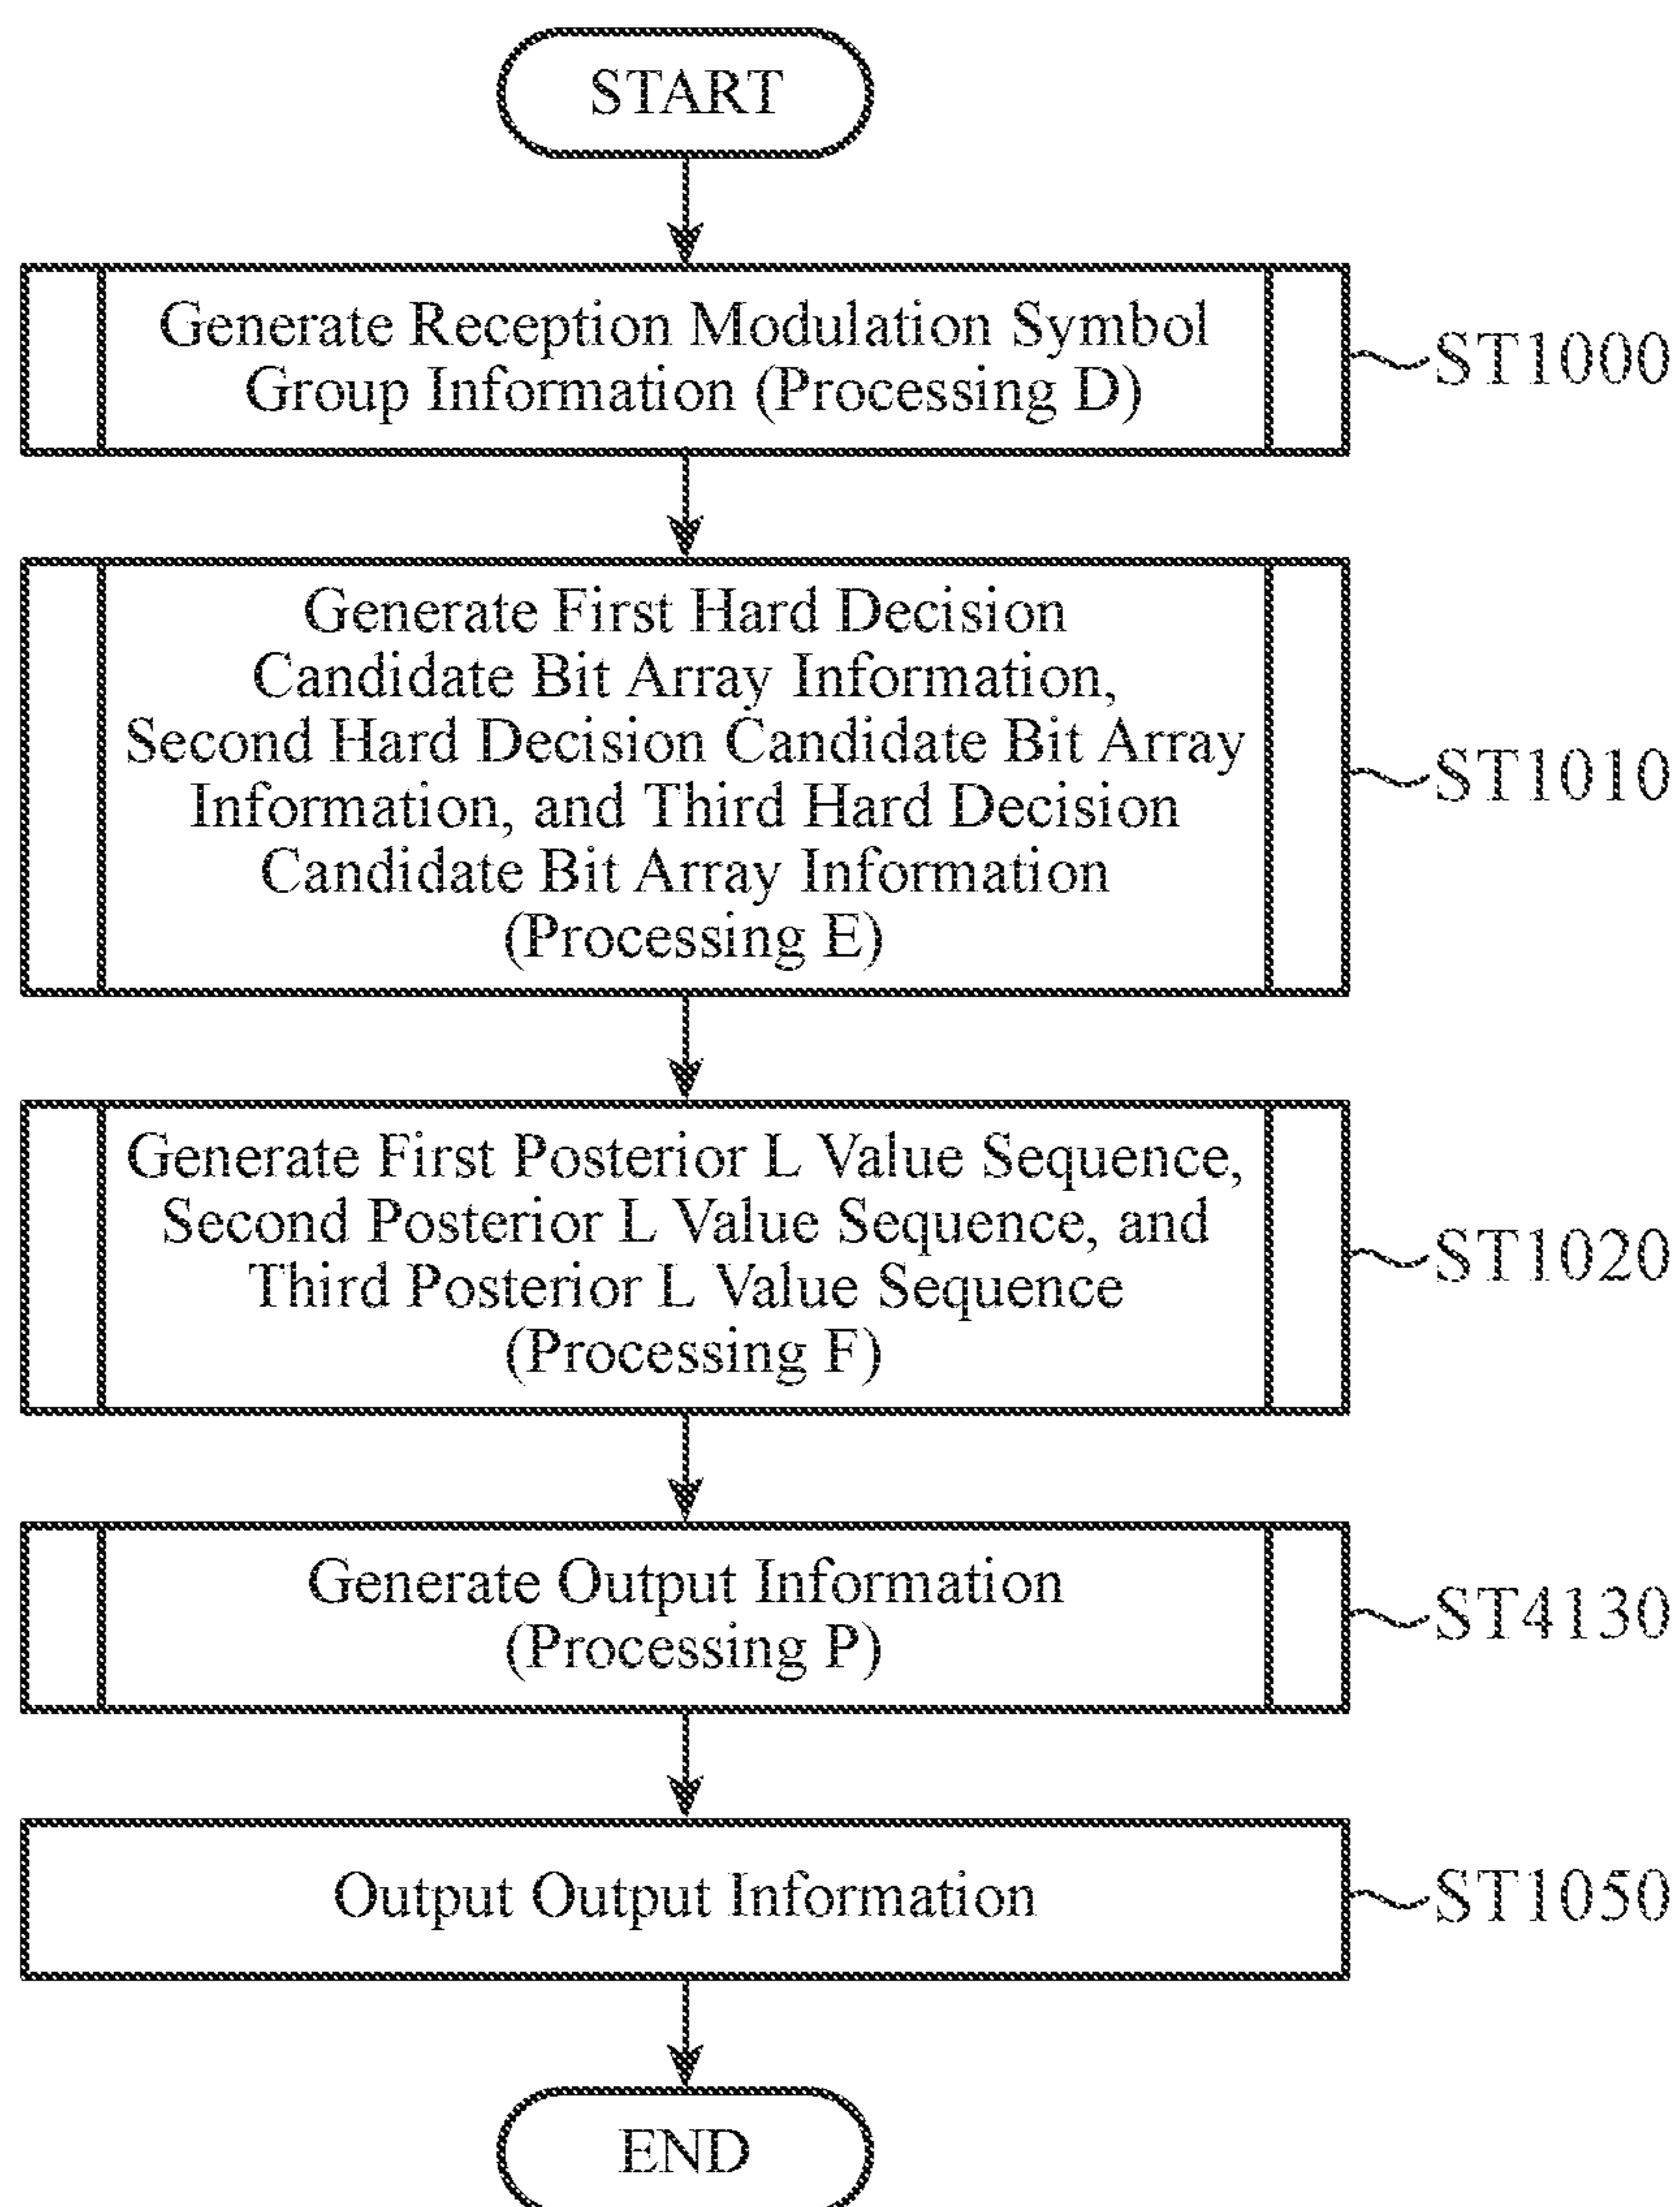 START
Generate Reception Modulation Symbol
Group Information (Processing D)
ST1000
Generate First Hard Decision
Candidate Bit Array Information,
Second Hard Decision Candidate Bit Array
Information, and Third Hard Decision
Candidate Bit Array Information
(Processing E)
ST1010
Generate First Posterior L Value Sequence,
Second Posterior L Value Sequence, and
Third Posterior L Value Sequence
(Processing F)
ST1020
Generate Output Information
(Processing P)
ST4130
Output Output Information
ST1050
END